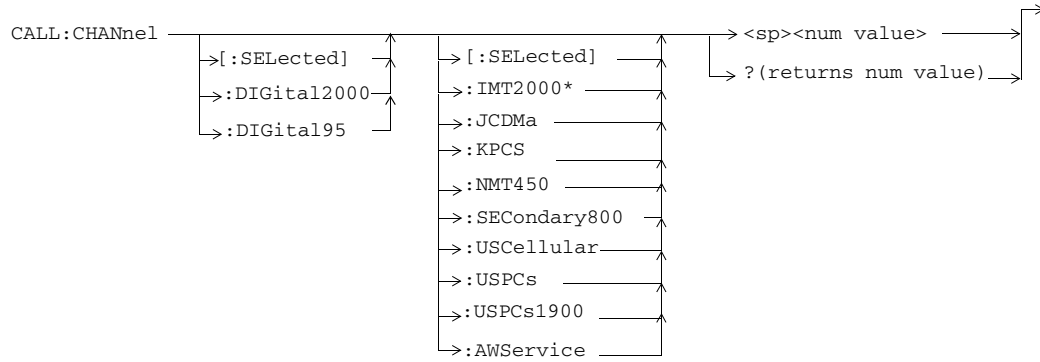 CALL:CHANnel
<sp><num value>
[:SELected]
[:SELected]
?(returns num value)
:DIGital2000
:IMT2000*
:DIGital95
:JCDMa
:KPCS
:NMT450
:SECondary800
:USCellular
:USPCs
:USPCs1900
:AWService